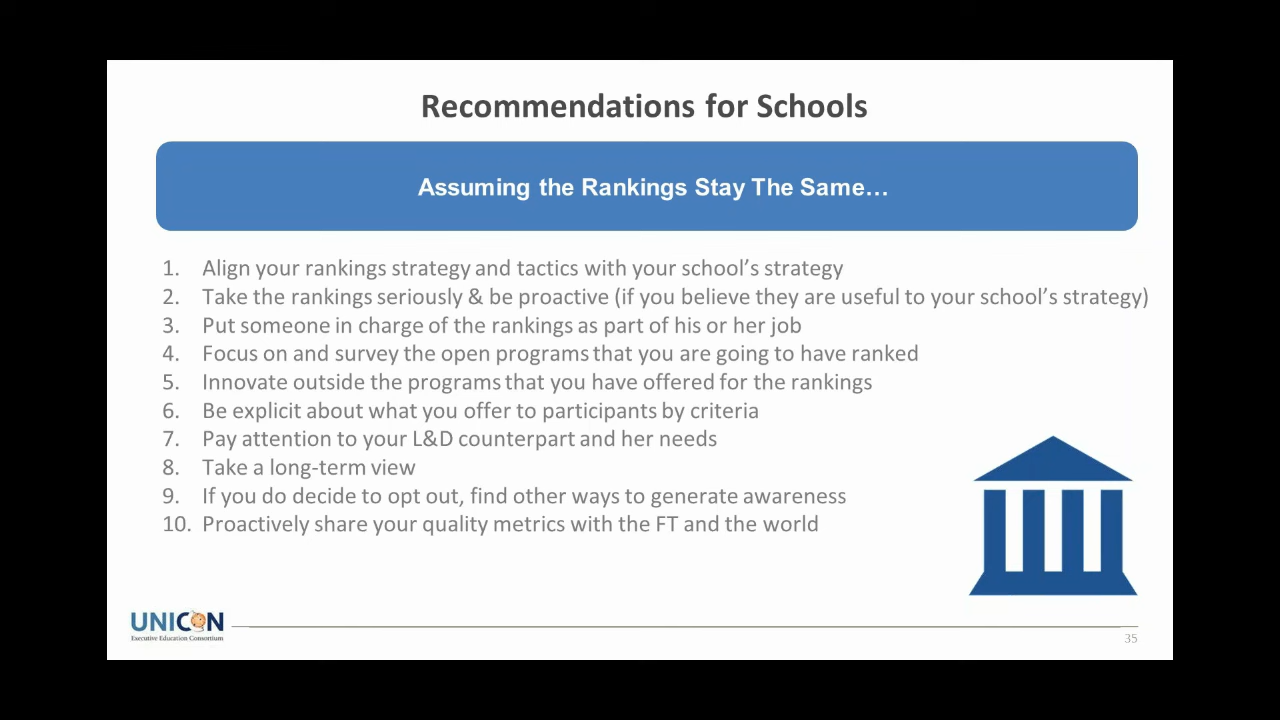 Recommendations for Schools
Assuming the Rankings Stay The Same…
1. Align your rankings strategy and tactics with your school’s strategy
2. Take the rankings seriously & be proactive (if you believe they are useful to your school’s strategy)
3. Put someone in charge of the rankings as part of his or her job
4. Focus on and survey the open programs that you are going to have ranked
5. Innovate outside the programs that you have offered for the rankings
6. Be explicit about what you offer to participants by criteria
7. Pay attention to your L&D counterpart and her needs
8. Take a long-term view
9. If you do decide to opt out, find other ways to generate awareness
10. Proactively share your quality metrics with the FT and the world
UNICON
Executive Education Consortium
35